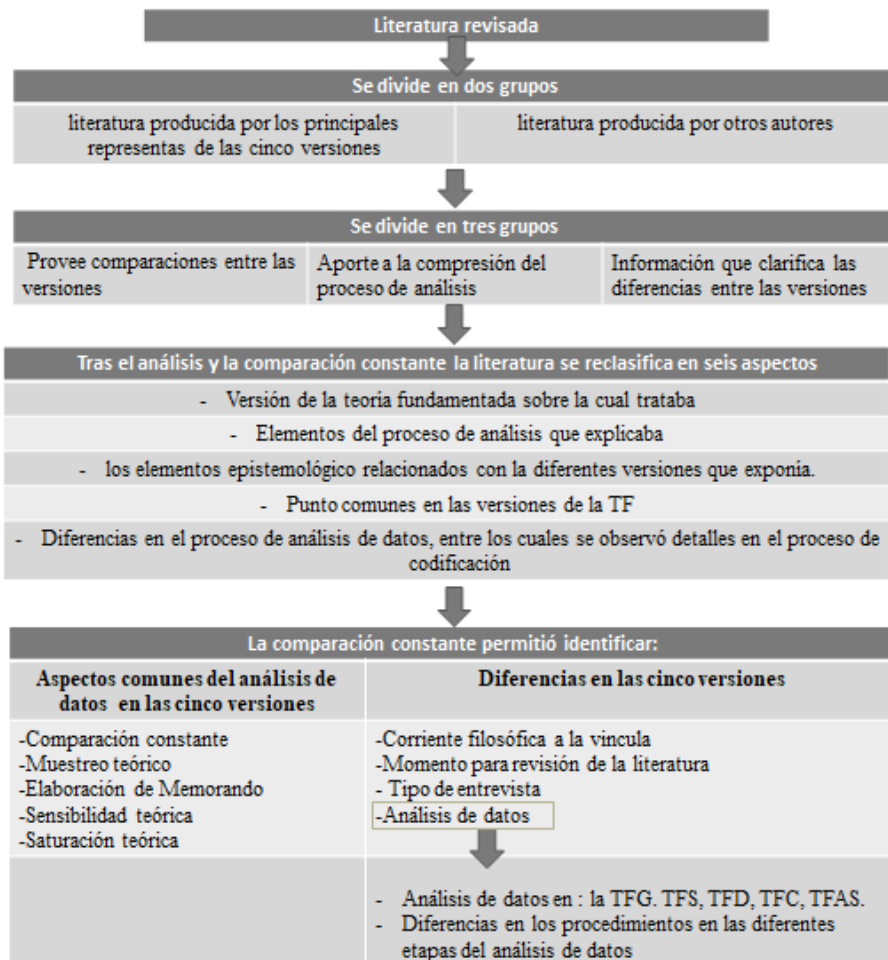 Literatura revisada
Se divide en dos grupos
literatura producida por los principales
representas de las cinco versiones
literatura producida por otros autores
Se divide en tres grupos
Provee comparaciones entre las
versiones
Aporte a la compresión del
proceso de análisis
Información que clarifica las
diferencias entre las versiones
Tras el análisis y la comparación constante la literatura se reclasifica en seis aspectos
- Versión de la teoría fundamentada sobre la cual trataba
- Elementos del proceso de análisis que explicaba
- los elementos epistemológico relacionados con la diferentes versiones que exponía.
- Punto comunes en las versiones de la TF
- Diferencias en el proceso de análisis de datos, entre los cuales se observó detalles en el proceso de
codificación
La comparación constante permitió identificar:
Aspectos comunes del análisis de
datos en las cinco versiones
-Comparación constante
-Muestreo teórico
-Elaboración de Memorando
-Sensibilidad teórica
-Saturación teórica
Diferencias en las cinco versiones
-Corriente filosófica a la vincula
-Momento para revisión de la literatura
- Tipo de entrevista
-Análisis de datos
- Análisis de datos en : la TFG. TFS, TFD, TFC, TFAS.
- Diferencias en los procedimientos en las diferentes
etapas del análisis de datos